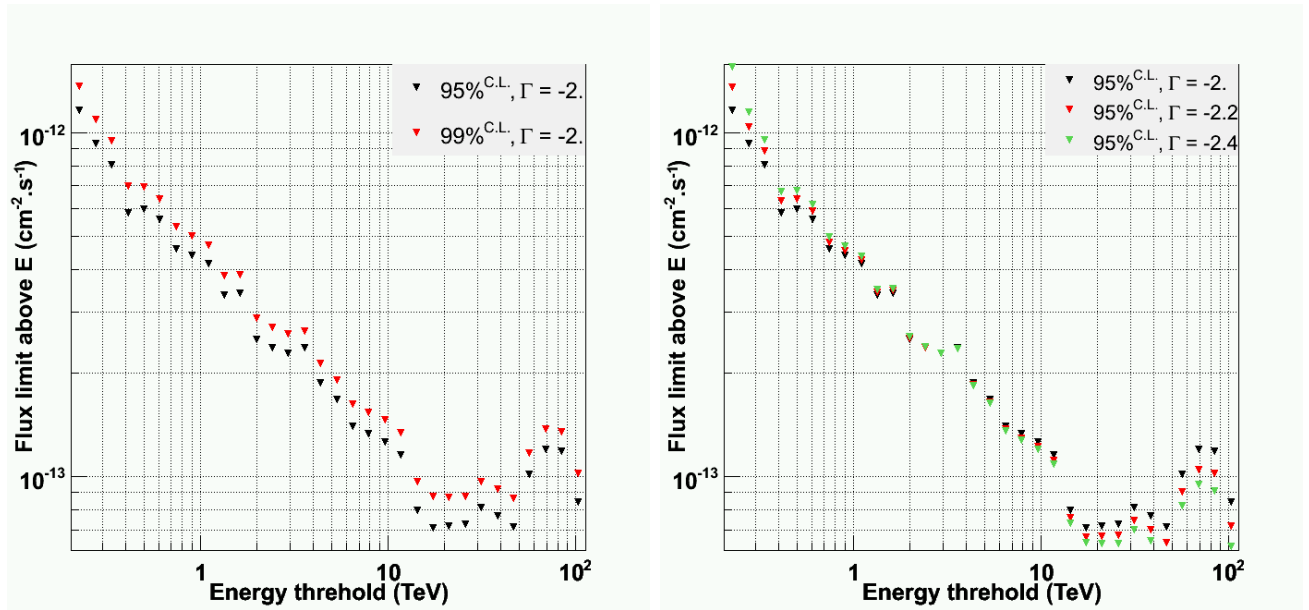 Flux limit above E (cm⁻².s⁻¹)
10⁻¹²
10⁻¹³
95%ᶜ·ᴸ·, Γ = -2.
99%ᶜ·ᴸ·, Γ = -2.
1
10
10²
Energy threhold (TeV)
Flux limit above E (cm⁻².s⁻¹)
10⁻¹²
10⁻¹³
95%ᶜ·ᴸ·, Γ = -2.
95%ᶜ·ᴸ·, Γ = -2.2
95%ᶜ·ᴸ·, Γ = -2.4
1
10
10²
Energy threhold (TeV)